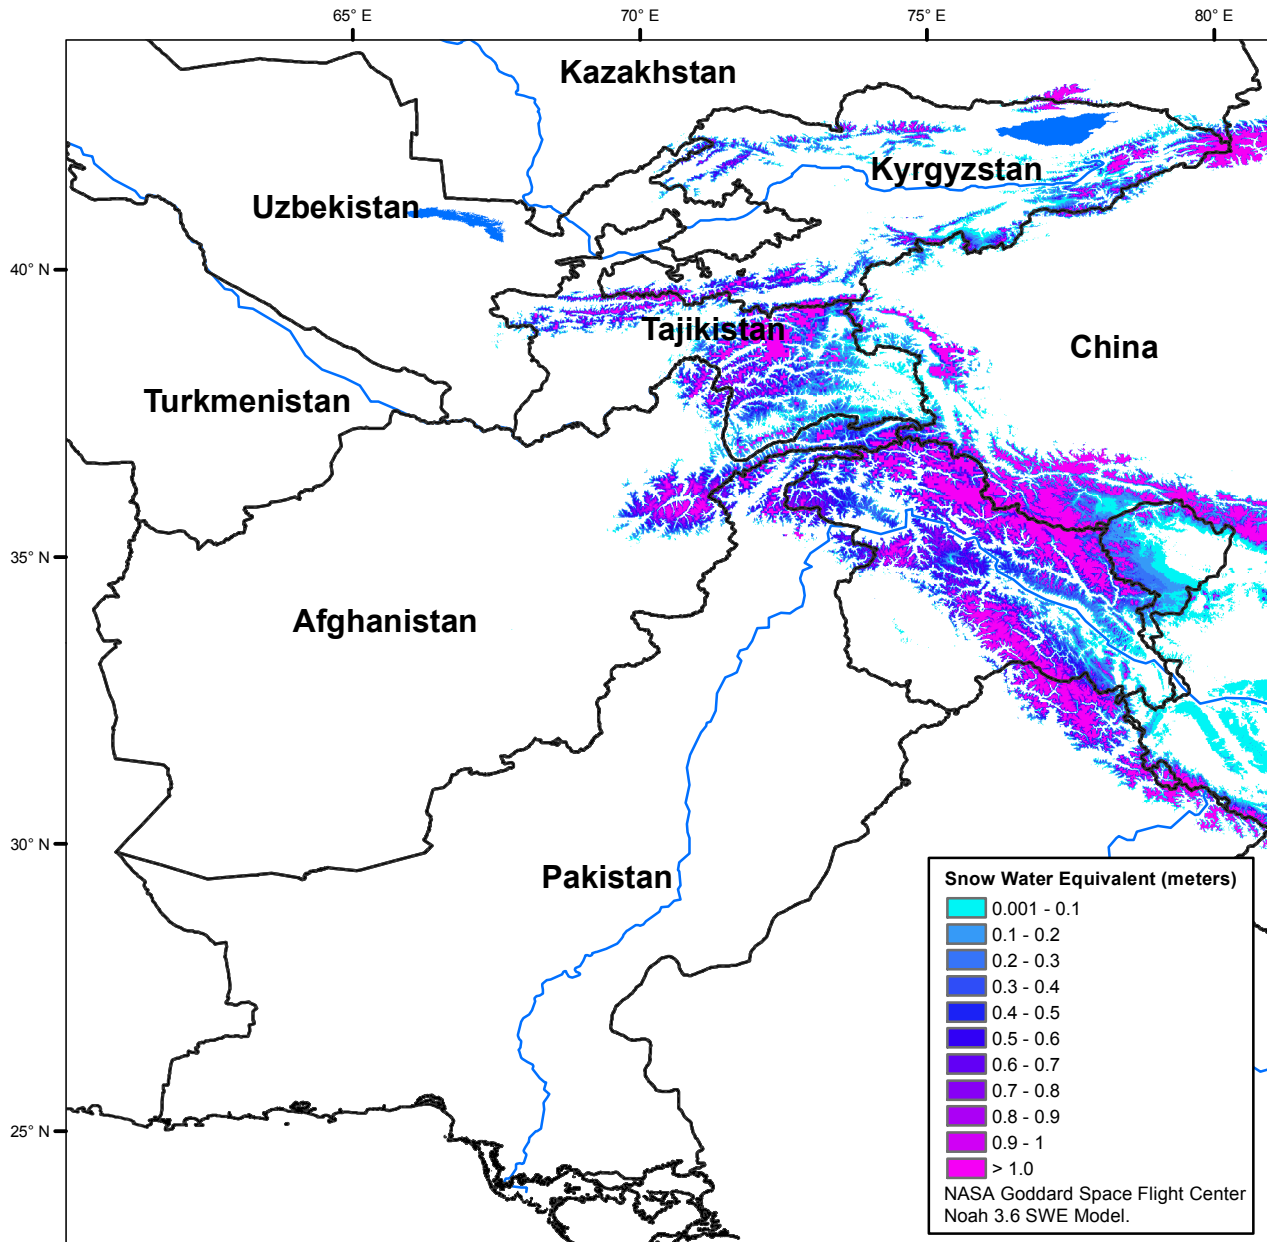 65° E
70° E
75° E
80° E
Kazakhstan
Kyrgyzstan
Uzbekistan
40° N
Tajikistan
China
Turkmenistan
35° N
Afghanistan
30° N
Pakistan
25° N
Snow Water Equivalent (meters)
0.001 - 0.1
0.1 - 0.2
0.2 - 0.3
0.3 - 0.4
0.4 - 0.5
0.5 - 0.6
0.6 - 0.7
0.7 - 0.8
0.8 - 0.9
0.9 - 1
> 1.0
NASA Goddard Space Flight Center
Noah 3.6 SWE Model.